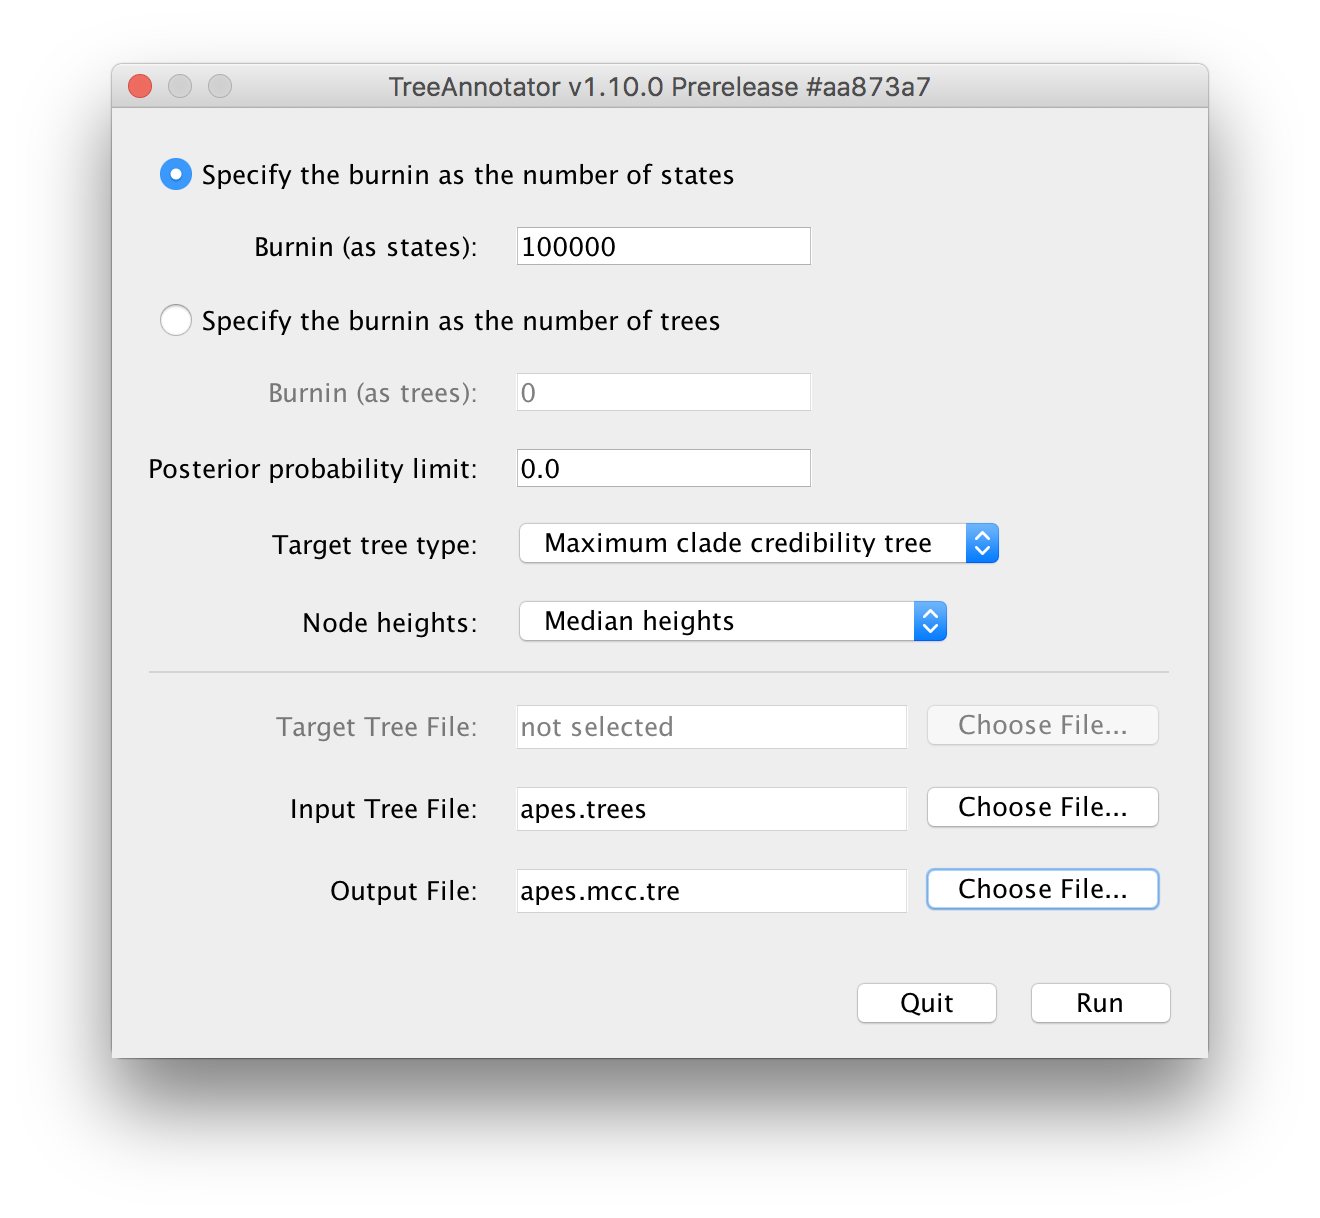 TreeAnnotator v1.10.0 Prerelease #aa873a7
Specify the burnin as the number of states
Burnin (as states): 100000
Specify the burnin as the number of trees
Burnin (as trees): 0
Posterior probability limit: 0.0
Target tree type: Maximum clade credibility tree
Node heights: Median heights
Target Tree File: not selected Choose File...
Input Tree File: apes.trees Choose File...
Output File: apes.mcc.tre Choose File...
Quit Run